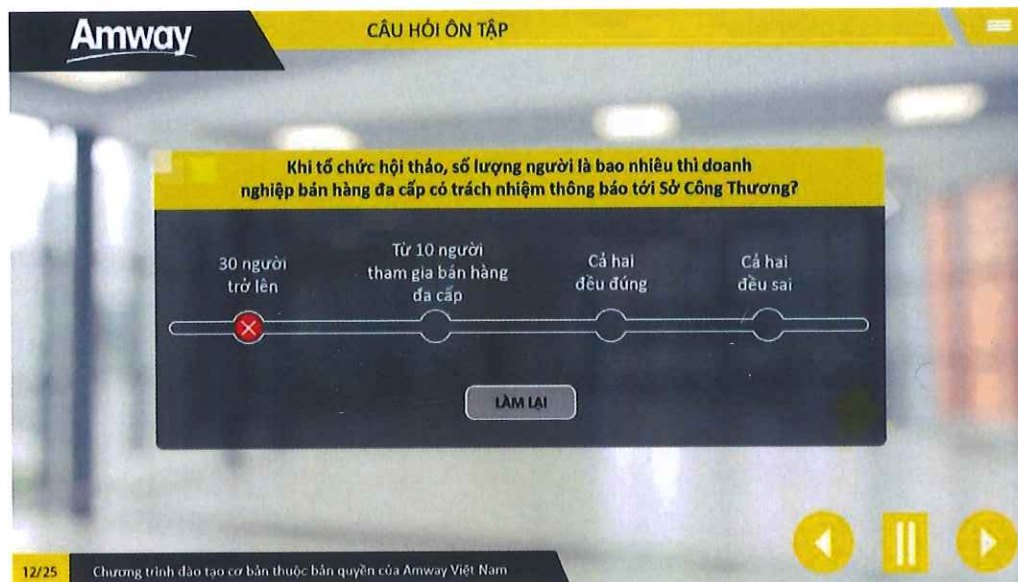 Amway
CÂU HỎI ÔN TẬP
Khi tổ chức hội thảo, số lượng người là bao nhiêu thì doanh
nghiệp bán hàng đa cấp có trách nhiệm thông báo tới Sở Công Thương?
30 người
trở lên
Từ 10 người
tham gia bán hàng
đa cấp
Cả hai
đều đúng
Cả hai
đều sai
LÀM LẠI
12/25
Chương trình đào tạo cơ bản thuộc bản quyền của Amway Việt Nam